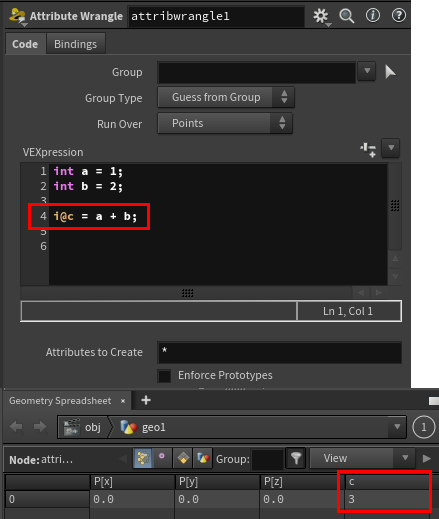 Attribute Wrangle attribwrangle1
Code Bindings
Group
Group Type Guess from Group
Run Over Points
VEXpression
1 int a = 1;
2 int b = 2;
3
4 i@c = a + b;
5
6
Ln 1, Col 1
Attributes to Create *
Enforce Prototypes
Geometry Spreadsheet × +
obj geo1 1
Node: attri... Group: View
P[x] P[y] P[z] c
0 0.0 0.0 0.0 3